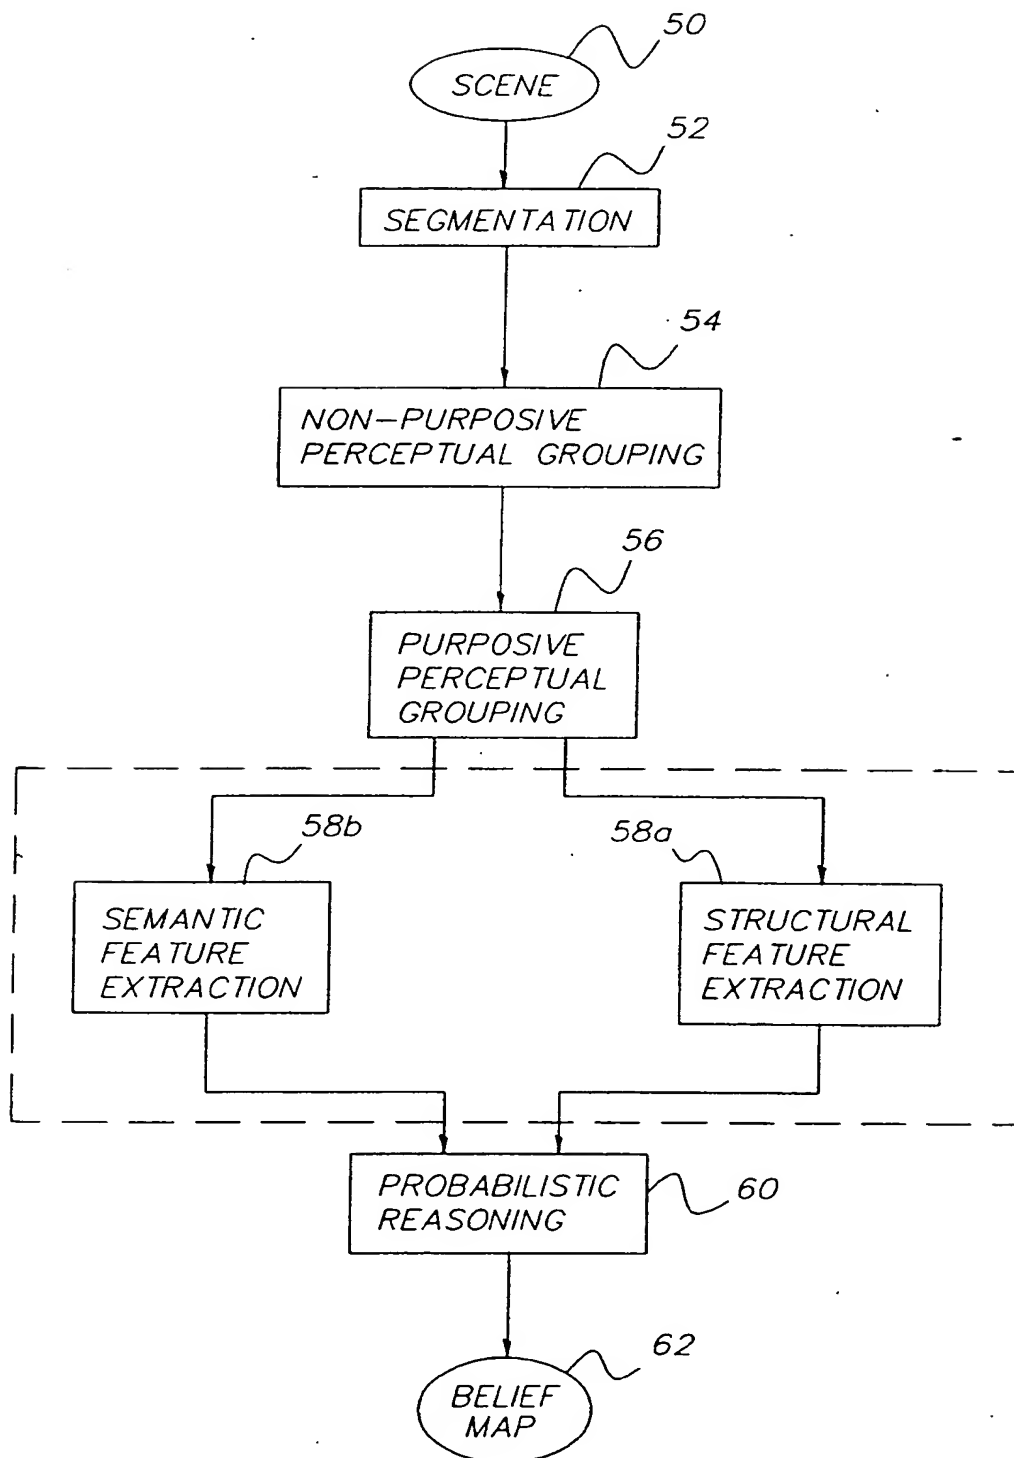 50
SCENE
52
SEGMENTATION
54
NON-PURPOSIVE
PERCEPTUAL GROUPING
56
PURPOSIVE
PERCEPTUAL
GROUPING
58b
58a
SEMANTIC
FEATURE
EXTRACTION
STRUCTURAL
FEATURE
EXTRACTION
PROBABILISTIC
REASONING
60
62
BELIEF
MAP